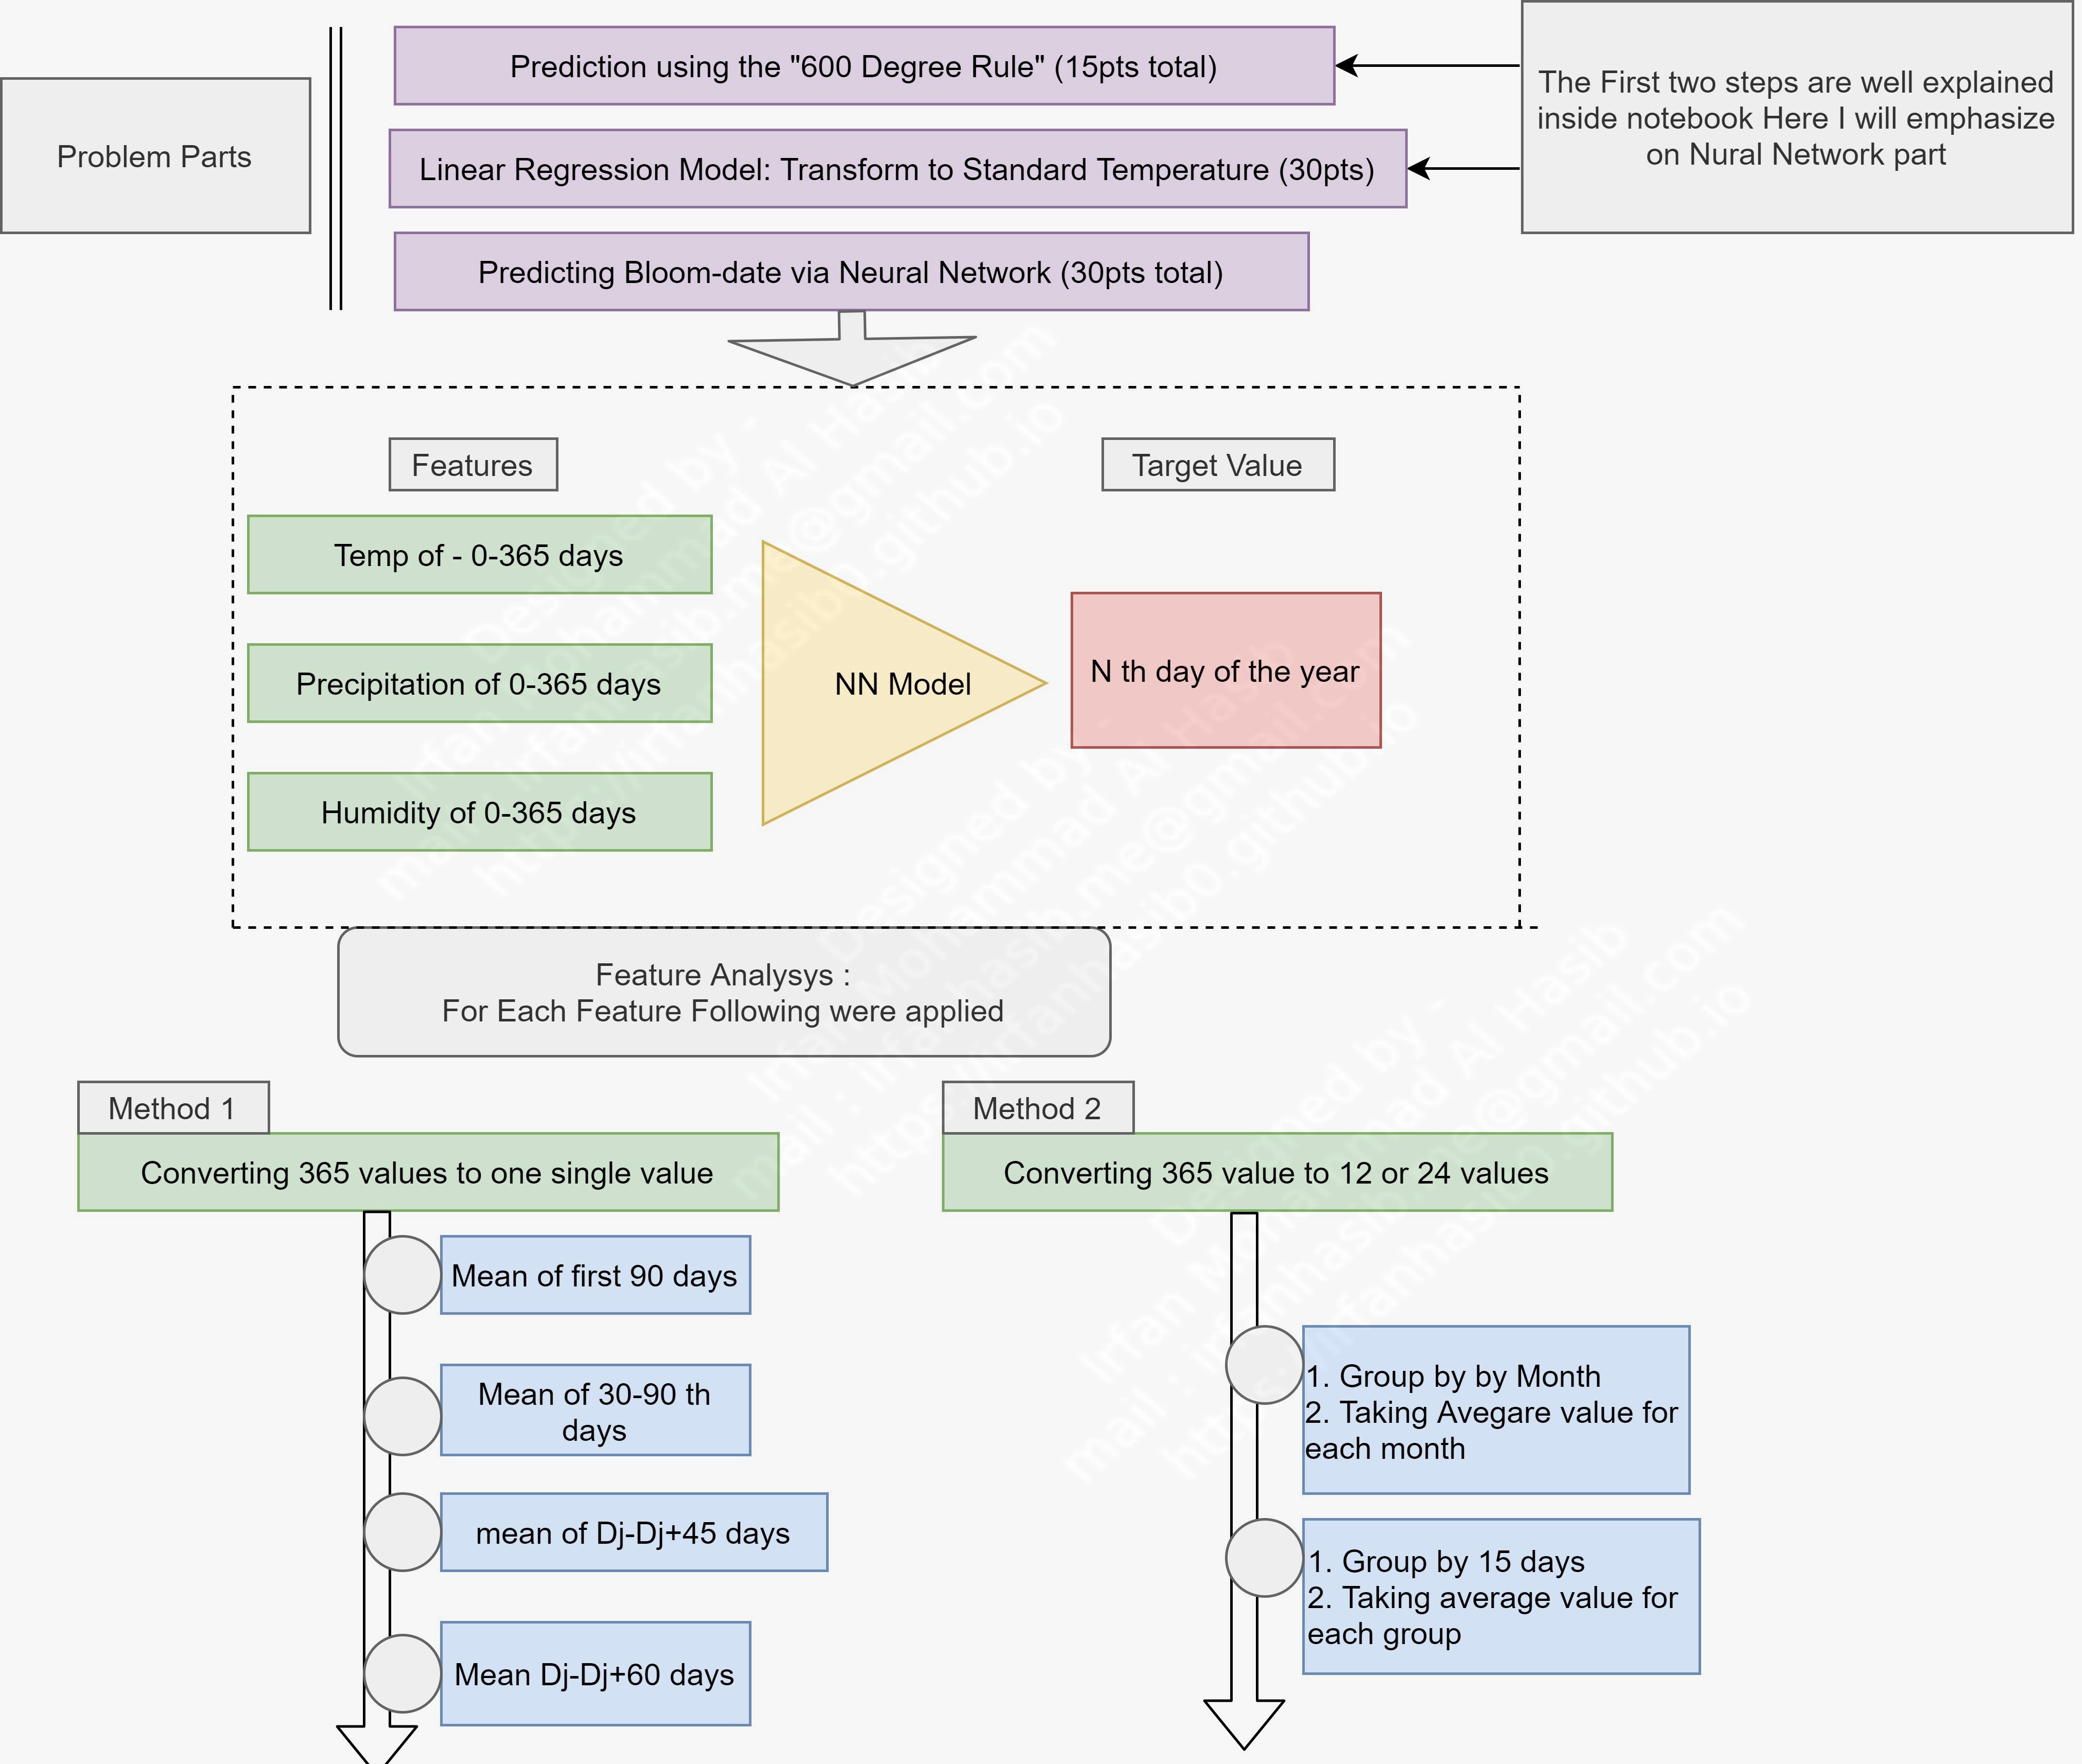 Problem Parts
Prediction using the "600 Degree Rule" (15pts total)
Linear Regression Model: Transform to Standard Temperature (30pts)
Predicting Bloom-date via Neural Network (30pts total)
The First two steps are well explained
inside notebook Here I will emphasize
on Nural Network part
Features
Target Value
Temp of - 0-365 days
Precipitation of 0-365 days
Humidity of 0-365 days
NN Model
N th day of the year
Feature Analysys :
For Each Feature Following were applied
Method 1
Converting 365 values to one single value
Mean of first 90 days
Mean of 30-90 th
days
mean of Dj-Dj+45 days
Mean Dj-Dj+60 days
Method 2
Converting 365 value to 12 or 24 values
1. Group by by Month
2. Taking Avegare value for
each month
1. Group by 15 days
2. Taking average value for
each group
Designed by -
Irfan Mohammad Al Hasib
mail : irfanhasib.me@gmail.com
https://irfanhasib0.github.io
Designed by -
Irfan Mohammad Al Hasib
mail : irfanhasib.me@gmail.com
https://irfanhasib0.github.io
Designed by -
Irfan Mohammad Al Hasib
mail : irfanhasib.me@gmail.com
https://irfanhasib0.github.io